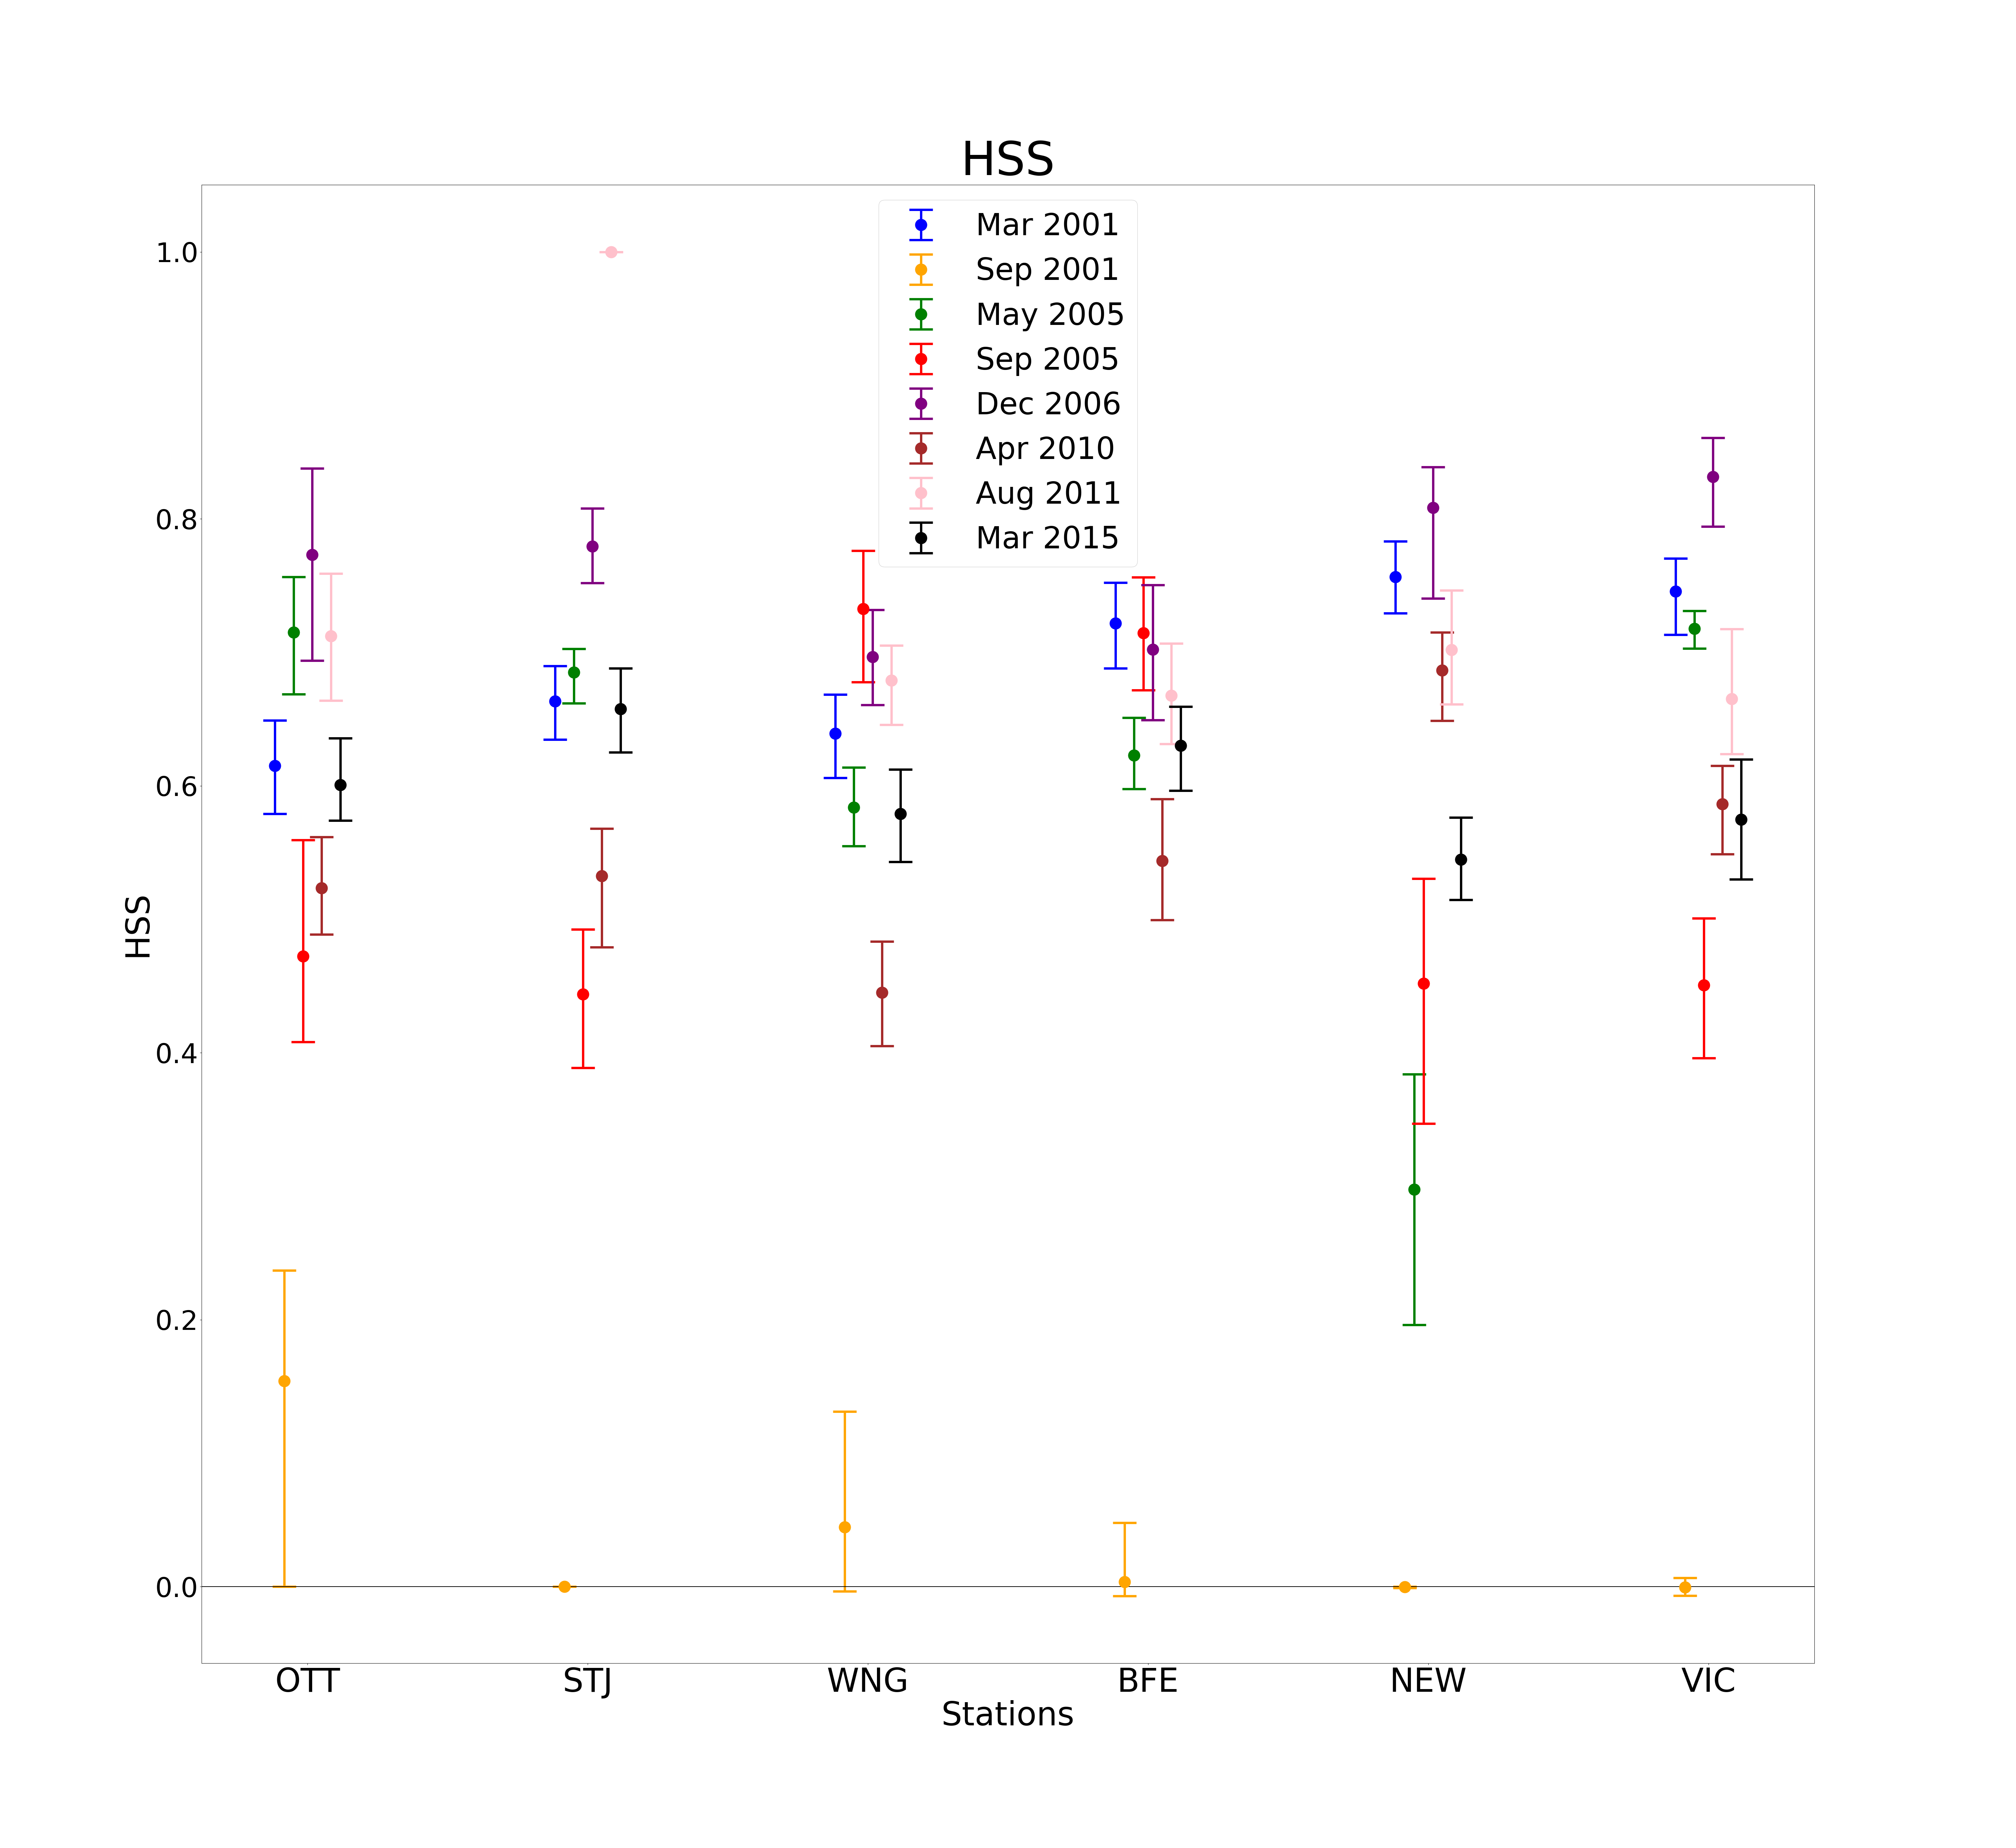 HSS
Mar 2001
Sep 2001
May 2005
Sep 2005
Dec 2006
Apr 2010
Aug 2011
Mar 2015
1.0
0.8
0.6
0.4
0.2
0.0
HSS
OTT STJ WNG BFE NEW VIC
Stations